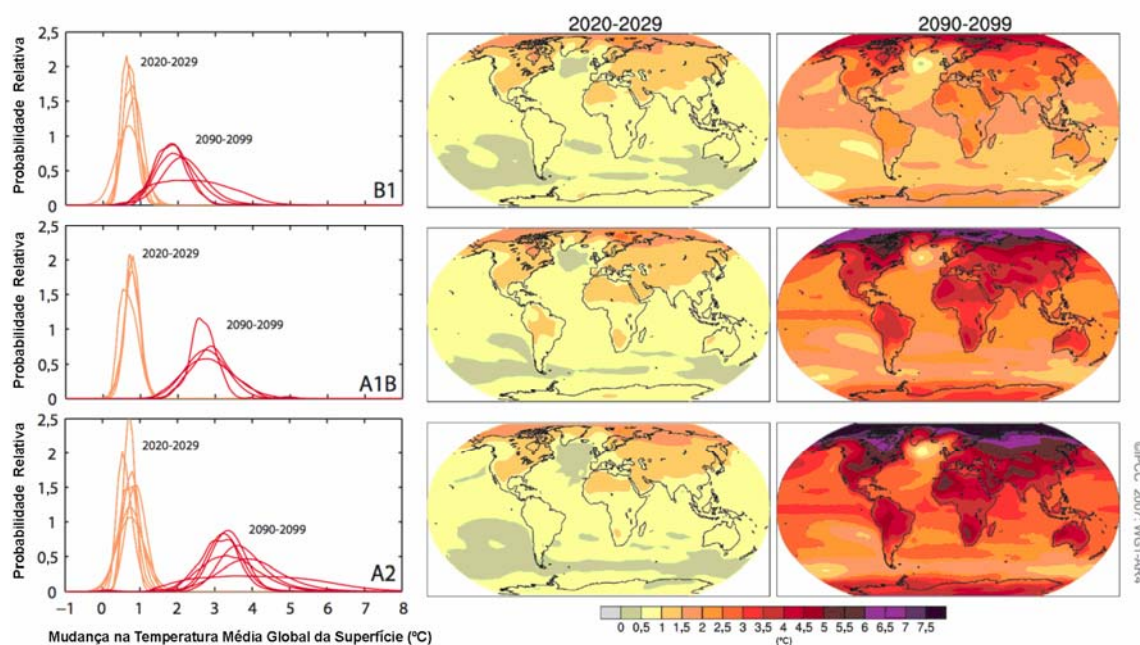 2020-2029
2090-2099
Probabilidade Relativa
2,5
2
1,5
1
0,5
0
2020-2029
2090-2099
B1
Probabilidade Relativa
2,5
2
1,5
1
0,5
0
2020-2029
2090-2099
A1B
Probabilidade Relativa
2,5
2
1,5
1
0,5
0
2020-2029
2090-2099
A2
−1 0 1 2 3 4 5 6 7 8
Mudança na Temperatura Média Global da Superfície (ºC)
0 0,5 1 1,5 2 2,5 3 3,5 4 4,5 5 5,5 6 6,5 7 7,5
(ºC)
©IPCC 2007: WG1-AR4